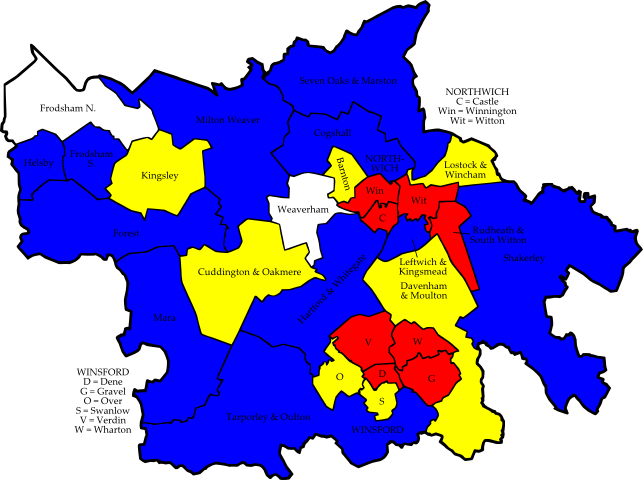 Seven Oaks & Marston
NORTHWICH
C = Castle
Win = Winnington
Wit = Witton
Frodsham N.
Milton Weaver
Cogshall
Helsby
Frodsham
S.
Kingsley
Barnton
NORTH-
WICH
Lostock &
Wincham
Win
Wit
C
Weaverham
Forest
Rudheath &
South Witton
Shakerley
Leftwich &
Kingsmead
Cuddington & Oakmere
Hartford & Whitegate
Davenham
& Moulton
Mara
V
W
WINSFORD
D = Dene
G = Gravel
O = Over
S = Swanlow
V = Verdin
W = Wharton
O
D
G
S
Tarporley & Oulton
WINSFORD